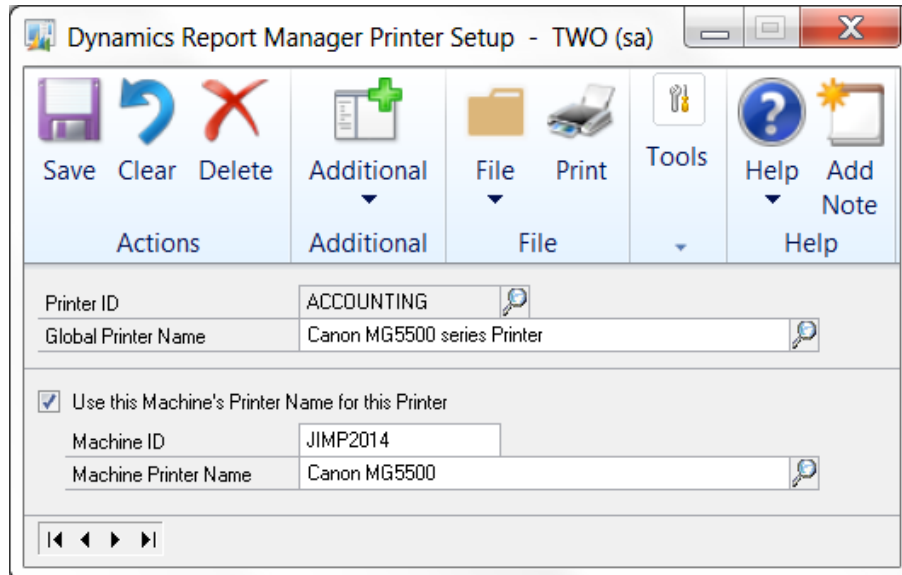 Dynamics Report Manager Printer Setup - TWO (sa)
Save Clear Delete Additional File Print Tools Help Add Note
Actions Additional File Help
Printer ID ACCOUNTING
Global Printer Name Canon MG5500 series Printer
Use this Machine's Printer Name for this Printer
Machine ID JIMP2014
Machine Printer Name Canon MG5500